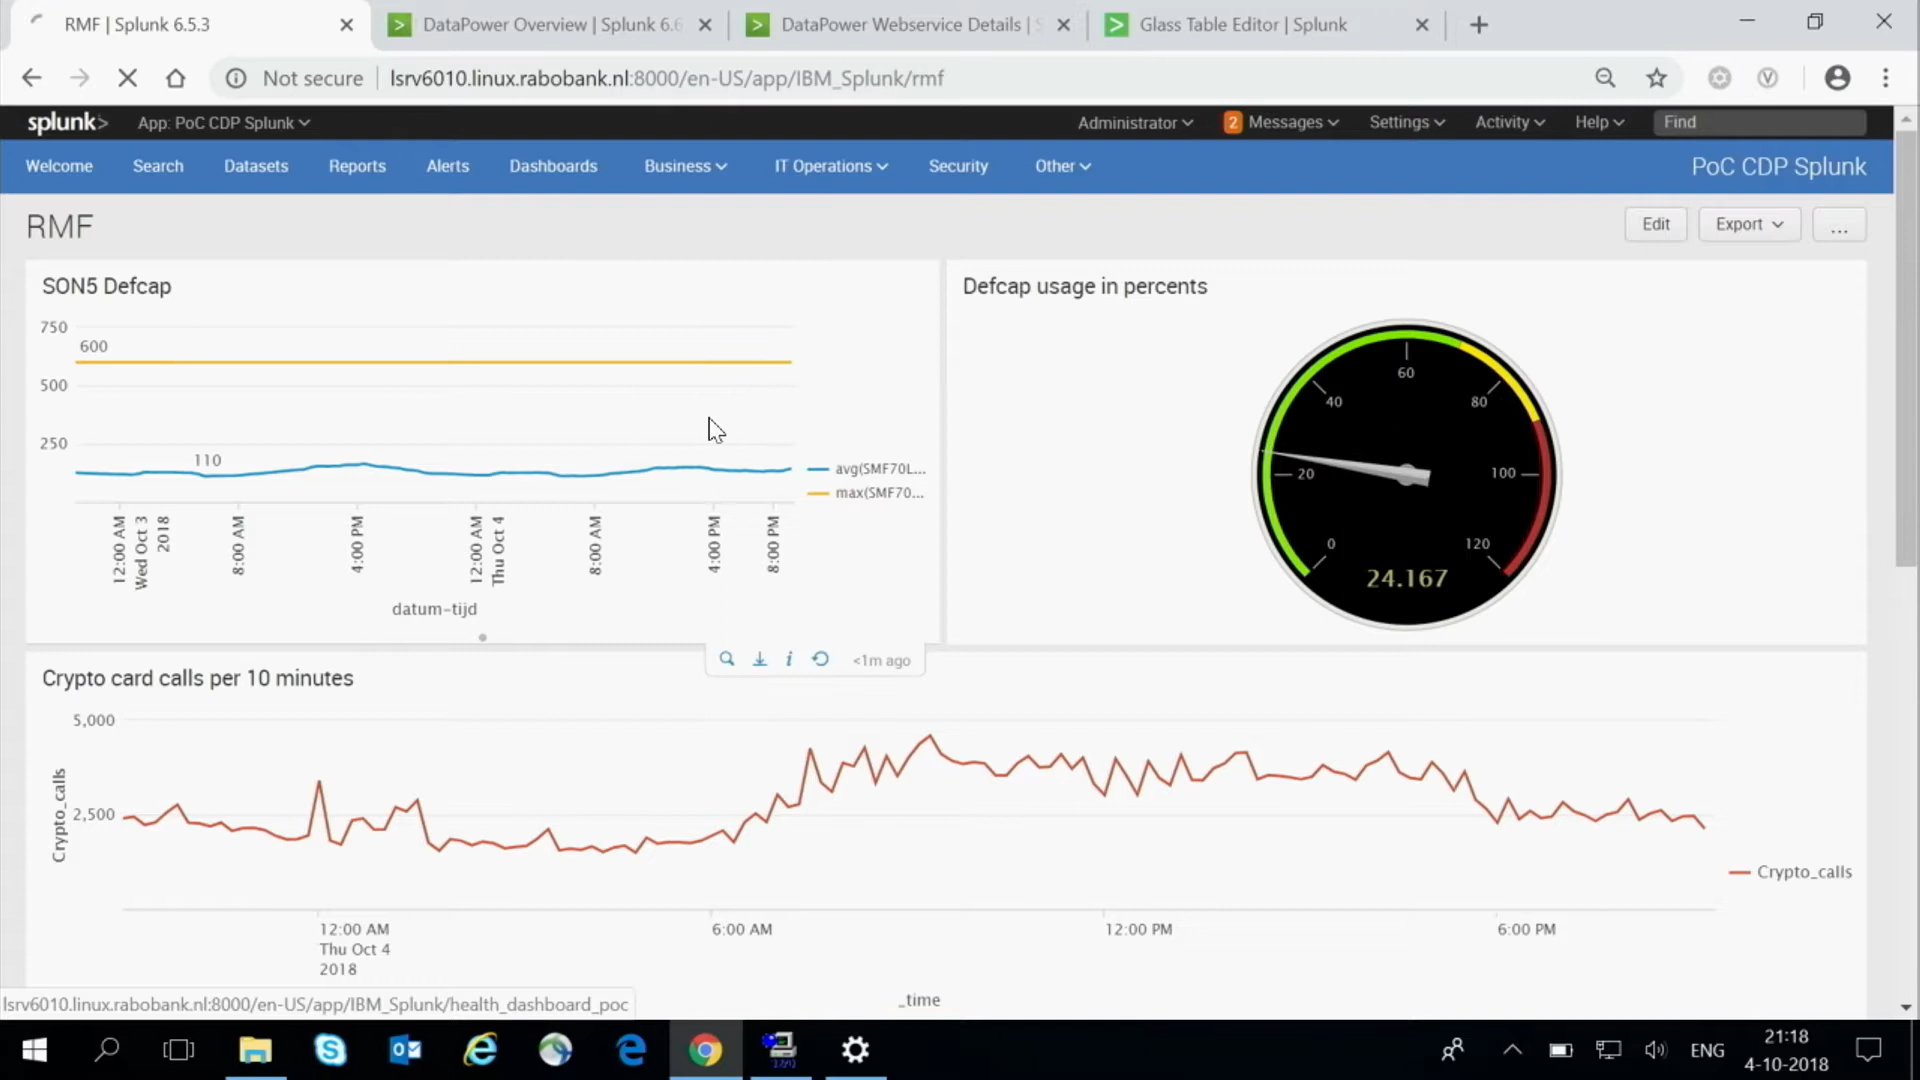 RMF | Splunk 6.5.3
DataPower Overview | Splunk 6.6
DataPower Webservice Details | S
Glass Table Editor | Splunk
Not secure
lsrv6010.linux.rabobank.nl:8000/en-US/app/IBM_Splunk/rmf
splunk>
App: PoC CDP Splunk
Administrator
2
Messages
Settings
Activity
Help
Find
Welcome
Search
Datasets
Reports
Alerts
Dashboards
Business
IT Operations
Security
Other
PoC CDP Splunk
RMF
Edit
Export
...
SON5 Defcap
750
600
500
250
110
avg(SMF70L...
max(SMF70...
12:00 AM
Wed Oct 3
2018
8:00 AM
4:00 PM
12:00 AM
Thu Oct 4
8:00 AM
4:00 PM
8:00 PM
datum-tijd
Defcap usage in percents
0
20
40
60
80
100
120
24.167
<1m ago
Crypto card calls per 10 minutes
5,000
2,500
Crypto_calls
Crypto_calls
12:00 AM
Thu Oct 4
2018
6:00 AM
12:00 PM
6:00 PM
_time
lsrv6010.linux.rabobank.nl:8000/en-US/app/IBM_Splunk/health_dashboard_poc
ENG
21:18
4-10-2018